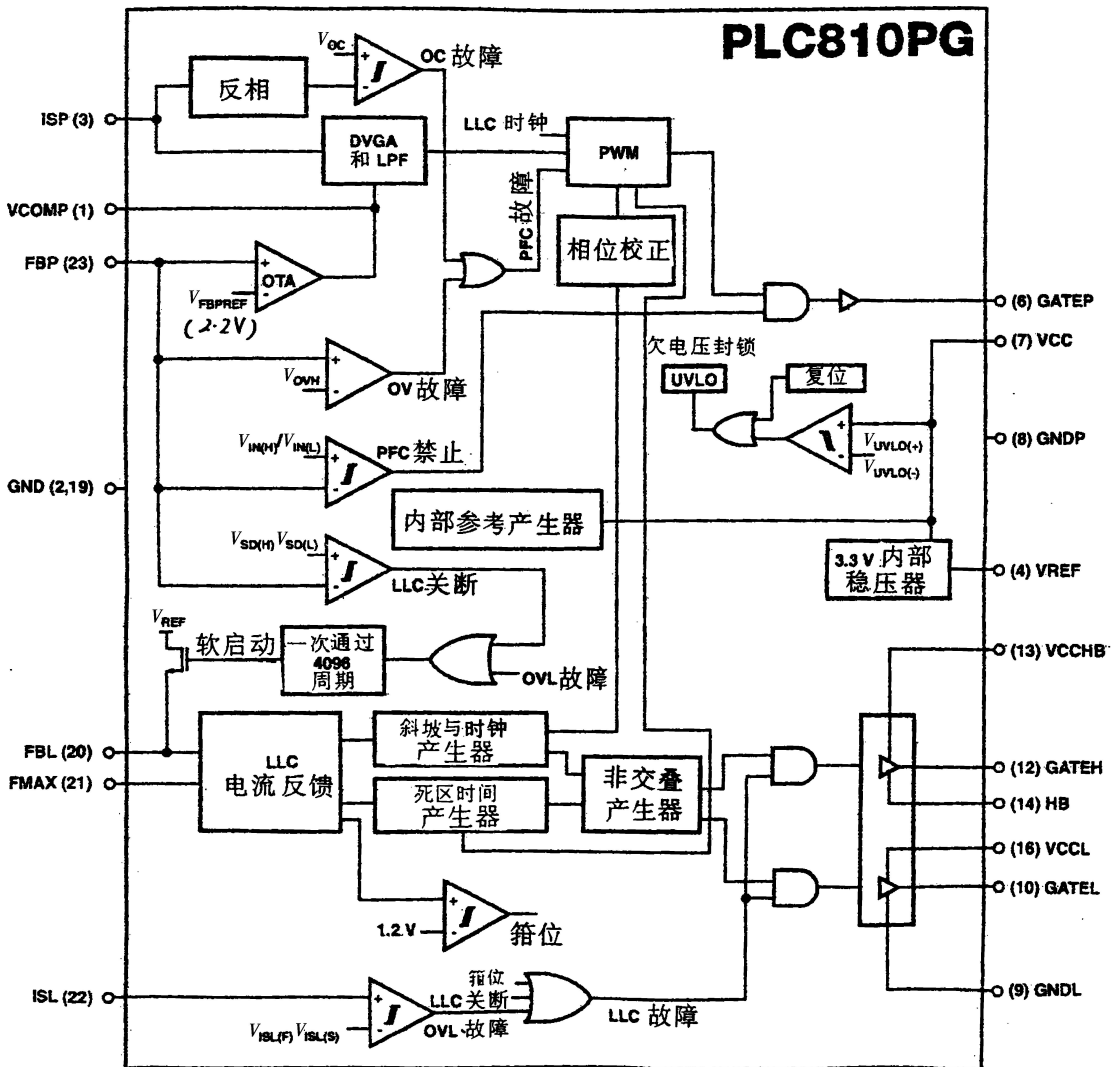 PLC810PG
V_OC
+
-
OC 故障
反相
ISP (3)
LLC 时钟
DVGA
和 LPF
PWM
VCOMP (1)
PFC 故障
相位校正
FBP (23)
+
-
OTA
V_FBPREF
(2.2V)
(6) GATEP
(7) VCC
欠电压封锁
UVLO
复位
+
-
V_OVH
OV 故障
+
-
V_UVLO(+)
V_UVLO(-)
(8) GNDP
V_IN(H)/V_IN(L)
+
-
PFC 禁止
GND (2,19)
内部参考产生器
V_SD(H) V_SD(L)
+
-
LLC关断
3.3 V 内部
稳压器
(4) VREF
V_REF
软启动
一次通过
4096
周期
OVL故障
(13) VCCHB
FBL (20)
FMAX (21)
LLC
电流反馈
斜坡与时钟
产生器
死区时间
产生器
非交叠
产生器
(12) GATEH
(14) HB
(16) VCCL
(10) GATEL
+
-
1.2 V
箝位
箝位
LLC 关断
OVL 故障
LLC 故障
ISL (22)
+
-
V_ISL(F) V_ISL(S)
(9) GNDL